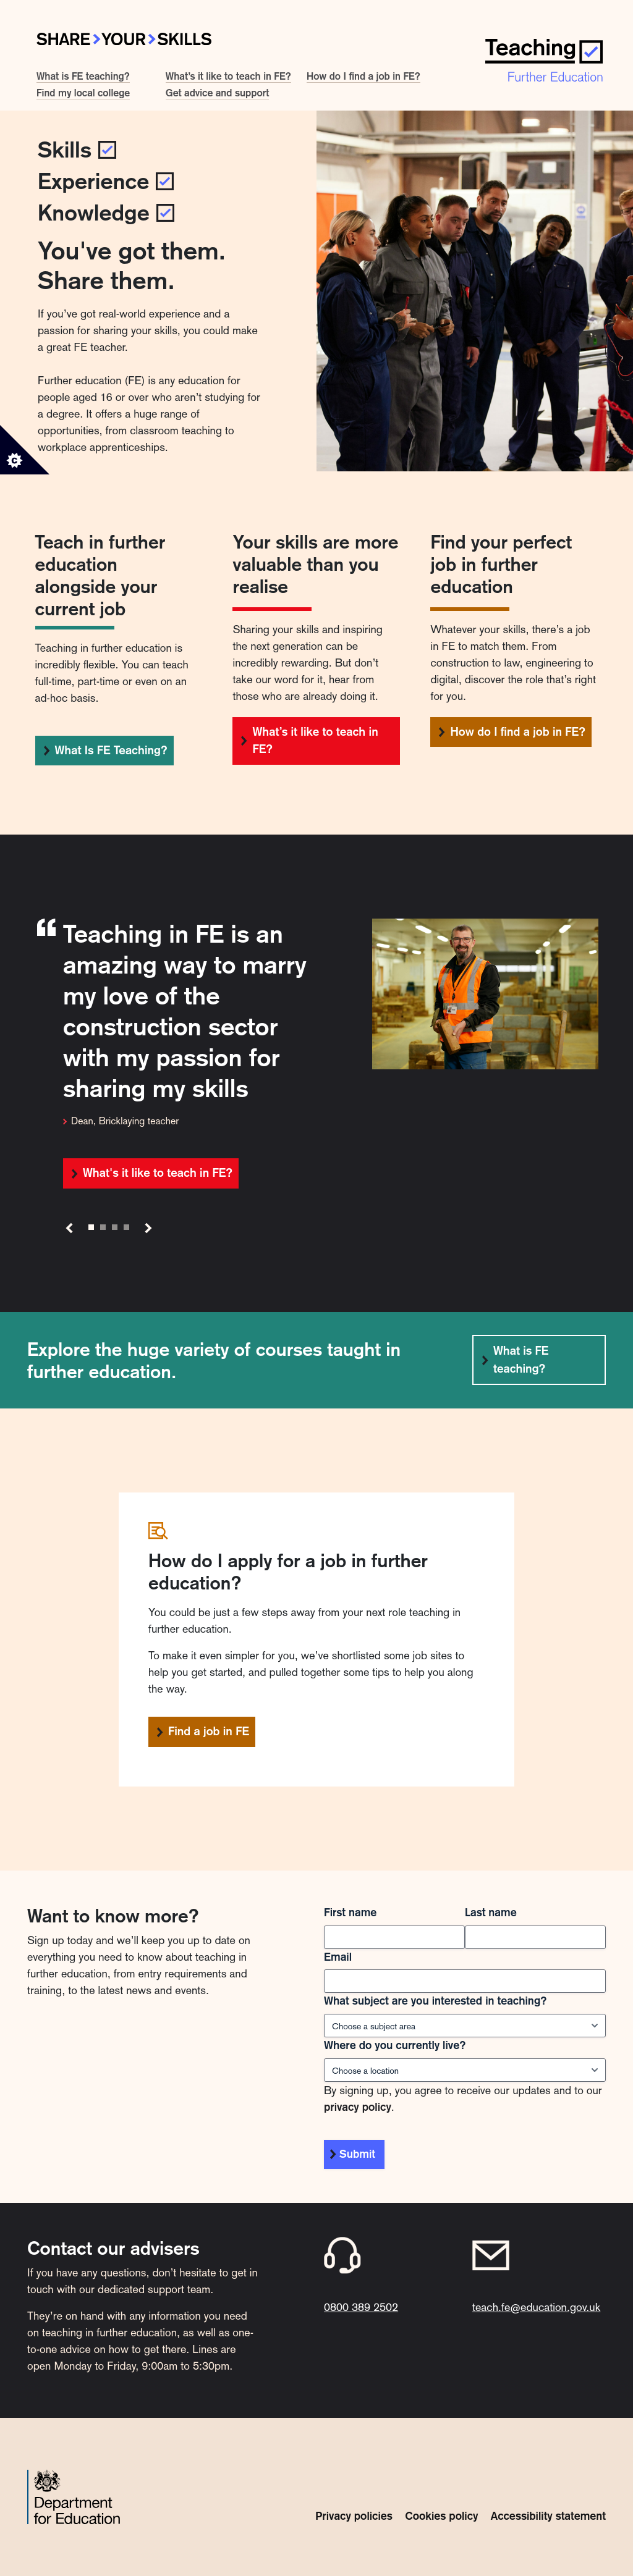 SHARE YOUR SKILLS
Teaching
Further Education
What is FE teaching?
What's it like to teach in FE?
How do I find a job in FE?
Find my local college
Get advice and support
Skills
Experience
Knowledge
You've got them.
Share them.
If you've got real-world experience and a
passion for sharing your skills, you could make
a great FE teacher.
Further education (FE) is any education for
people aged 16 or over who aren't studying for
a degree. It offers a huge range of
opportunities, from classroom teaching to
workplace apprenticeships.
C
Teach in further
education
alongside your
current job
Teaching in further education is
incredibly flexible. You can teach
full-time, part-time or even on an
ad-hoc basis.
What Is FE Teaching?
Your skills are more
valuable than you
realise
Sharing your skills and inspiring
the next generation can be
incredibly rewarding. But don't
take our word for it, hear from
those who are already doing it.
What's it like to teach in
FE?
Find your perfect
job in further
education
Whatever your skills, there's a job
in FE to match them. From
construction to law, engineering to
digital, discover the role that's right
for you.
How do I find a job in FE?
“ Teaching in FE is an
amazing way to marry
my love of the
construction sector
with my passion for
sharing my skills
Dean, Bricklaying teacher
What's it like to teach in FE?
Explore the huge variety of courses taught in
further education.
What is FE
teaching?
How do I apply for a job in further
education?
You could be just a few steps away from your next role teaching in
further education.
To make it even simpler for you, we've shortlisted some job sites to
help you get started, and pulled together some tips to help you along
the way.
Find a job in FE
Want to know more?
Sign up today and we'll keep you up to date on
everything you need to know about teaching in
further education, from entry requirements and
training, to the latest news and events.
First name
Last name
Email
What subject are you interested in teaching?
Choose a subject area
Where do you currently live?
Choose a location
By signing up, you agree to receive our updates and to our
privacy policy.
Submit
Contact our advisers
If you have any questions, don't hesitate to get in
touch with our dedicated support team.
They're on hand with any information you need
on teaching in further education, as well as one-
to-one advice on how to get there. Lines are
open Monday to Friday, 9:00am to 5:30pm.
0800 389 2502
teach.fe@education.gov.uk
Department
for Education
Privacy policies
Cookies policy
Accessibility statement